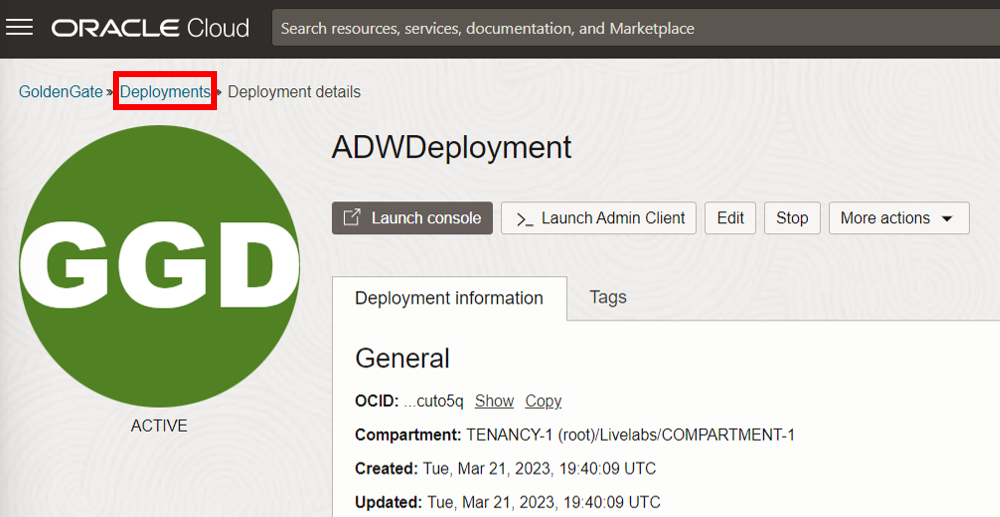 ORACLE Cloud
Search resources, services, documentation, and Marketplace
GoldenGate » Deployments » Deployment details
GGD
ACTIVE
ADWDeployment
Launch console
>_ Launch Admin Client
Edit
Stop
More actions
Deployment information
Tags
General
OCID: ...cuto5q Show Copy
Compartment: TENANCY-1 (root)/Livelabs/COMPARTMENT-1
Created: Tue, Mar 21, 2023, 19:40:09 UTC
Updated: Tue, Mar 21, 2023, 19:40:09 UTC